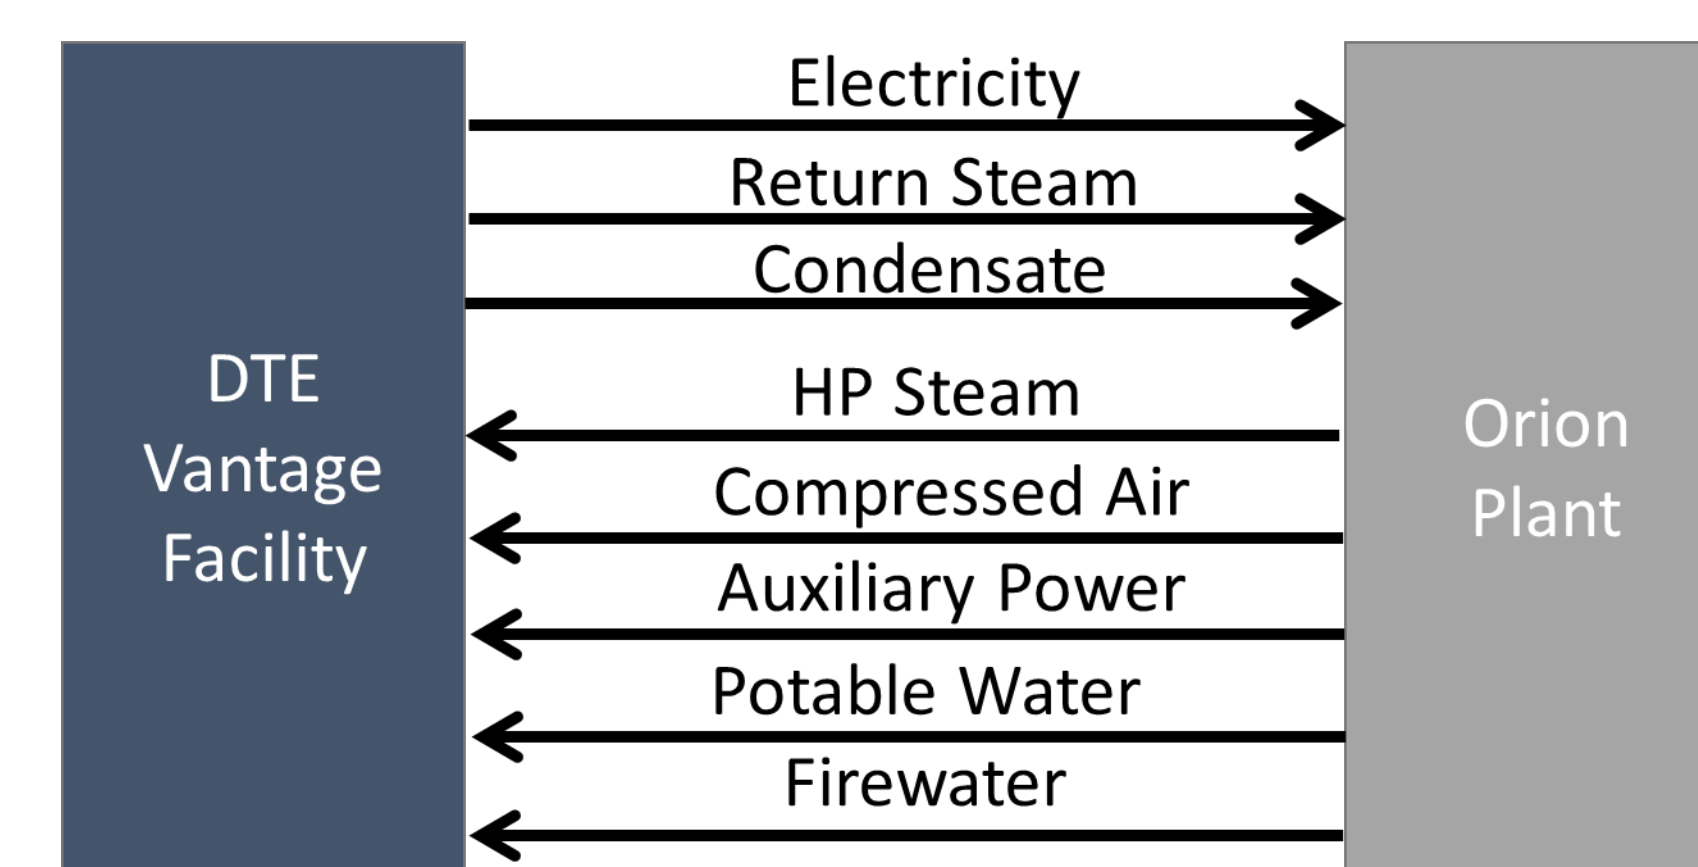 Electricity
Return Steam
Condensate
HP Steam
Compressed Air
Auxiliary Power
Potable Water
Firewater
DTE
Vantage
Facility
Orion
Plant